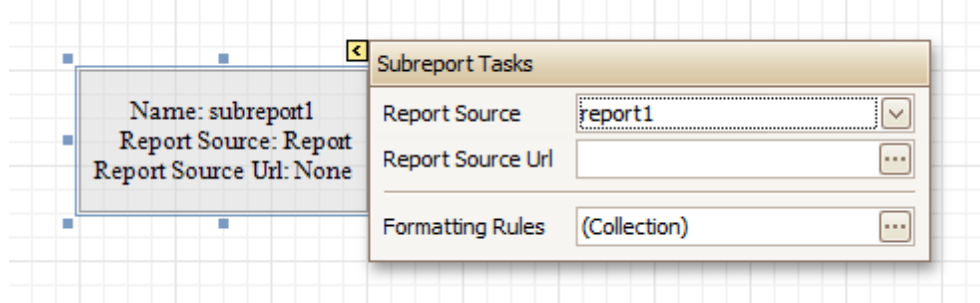 Name: subreport1
Report Source: Report
Report Source Url: None
Subreport Tasks
Report Source report1
Report Source Url
Formatting Rules (Collection)